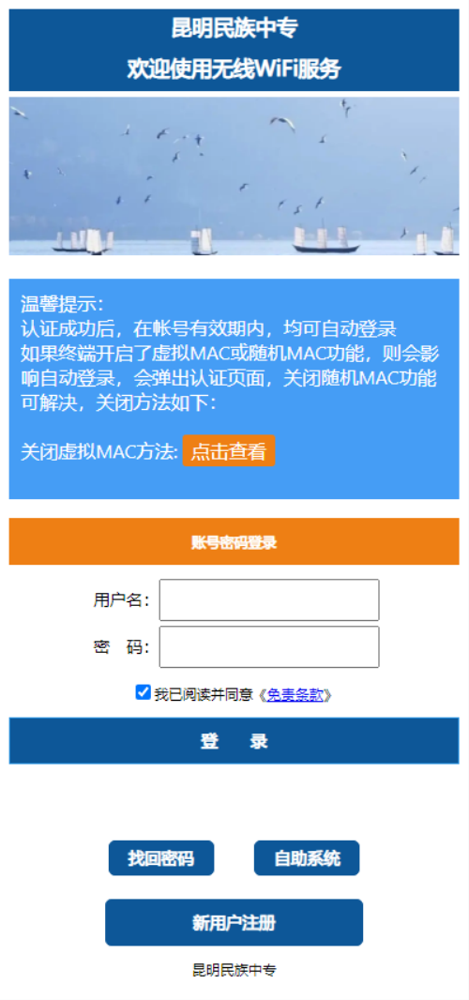 昆明民族中专
欢迎使用无线WiFi服务
温馨提示：
认证成功后，在帐号有效期内，均可自动登录
如果终端开启了虚拟MAC或随机MAC功能，则会影
响自动登录，会弹出认证页面，关闭随机MAC功能
可解决，关闭方法如下：
关闭虚拟MAC方法: 点击查看
账号密码登录
用户名：
密 码：
我已阅读并同意《免责条款》
登 录
找回密码 自助系统
新用户注册
昆明民族中专